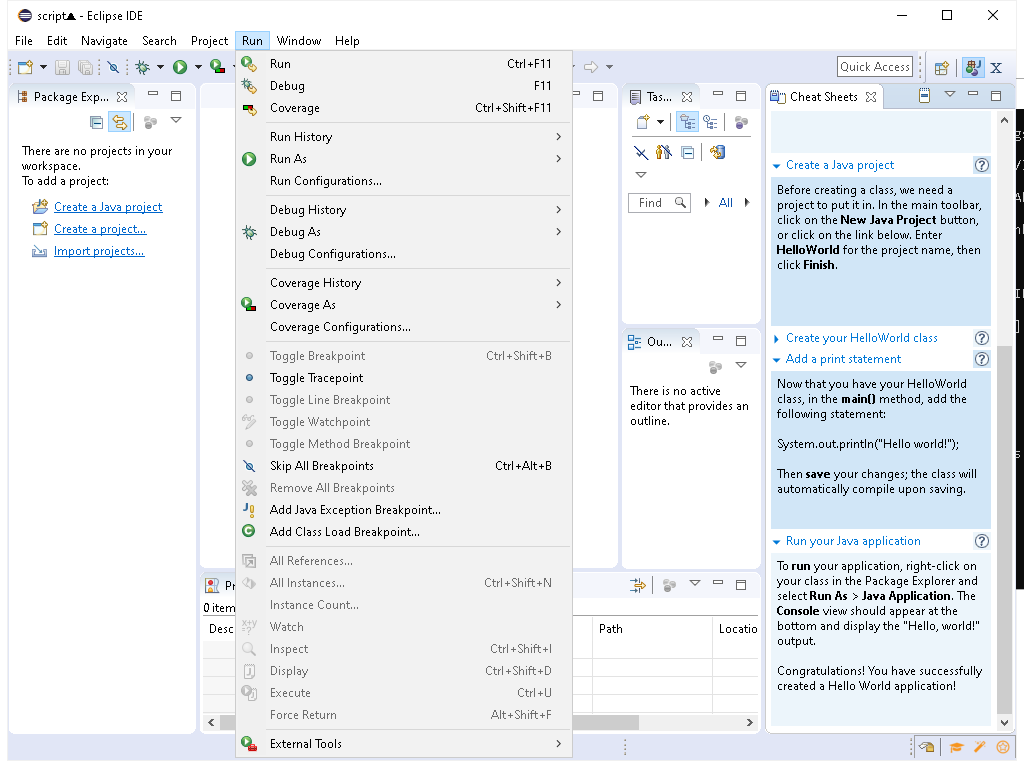 script▲ - Eclipse IDE
File Edit Navigate Search Project Run Window Help
Quick Access
Package Exp...
There are no projects in your
workspace.
To add a project:
Create a Java project
Create a project...
Import projects...
Run Ctrl+F11
Debug F11
Coverage Ctrl+Shift+F11
Run History
Run As
Run Configurations...
Debug History
Debug As
Debug Configurations...
Coverage History
Coverage As
Coverage Configurations...
Toggle Breakpoint Ctrl+Shift+B
Toggle Tracepoint
Toggle Line Breakpoint
Toggle Watchpoint
Toggle Method Breakpoint
Skip All Breakpoints Ctrl+Alt+B
Remove All Breakpoints
Add Java Exception Breakpoint...
Add Class Load Breakpoint...
All References...
All Instances... Ctrl+Shift+N
Instance Count...
Watch
Inspect Ctrl+Shift+I
Display Ctrl+Shift+D
Execute Ctrl+U
Force Return Alt+Shift+F
External Tools
Pr
0 item
Desc
Path
Locatio
Tas...
Find
All
Ou...
There is no active
editor that provides an
outline.
Cheat Sheets
Create a Java project
Before creating a class, we need a
project to put it in. In the main toolbar,
click on the New Java Project button,
or click on the link below. Enter
HelloWorld for the project name, then
click Finish.
Create your HelloWorld class
Add a print statement
Now that you have your HelloWorld
class, in the main() method, add the
following statement:
System.out.println("Hello world!");
Then save your changes; the class will
automatically compile upon saving.
Run your Java application
To run your application, right-click on
your class in the Package Explorer and
select Run As > Java Application. The
Console view should appear at the
bottom and display the "Hello, world!"
output.
Congratulations! You have successfully
created a Hello World application!